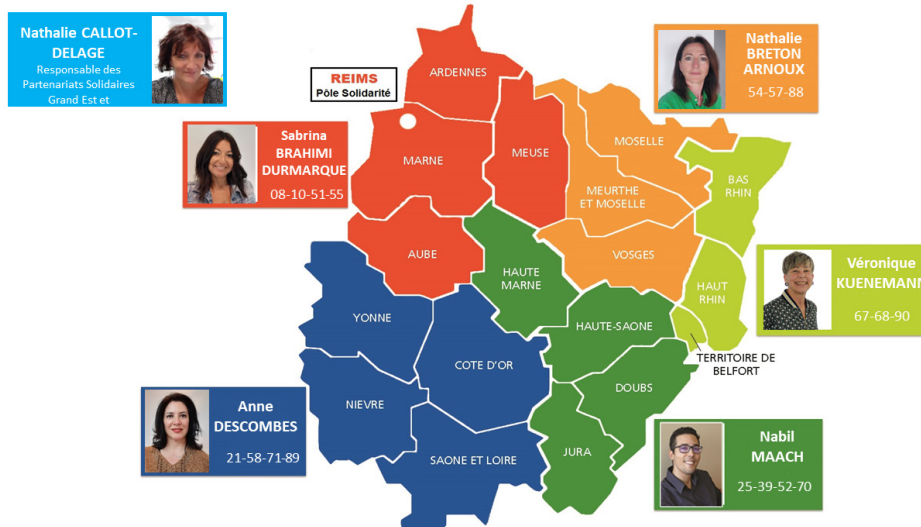 Nathalie CALLOT-
DELAGE
Responsable des
Partenariats Solidaires
Grand Est et
REIMS
Pôle Solidarité
Nathalie
BRETON
ARNOUX
54-57-88
Sabrina
BRAHIMI
DURMARQUE
08-10-51-55
ARDENNES
MARNE
MEUSE
MOSELLE
MEURTHE
ET MOSELLE
BAS
RHIN
AUBE
HAUTE
MARNE
VOSGES
HAUT
RHIN
Véronique
KUENEMANN
67-68-90
YONNE
COTE D'OR
HAUTE-SAONE
TERRITOIRE DE
BELFORT
NIEVRE
DOUBS
SAONE ET LOIRE
JURA
Anne
DESCOMBES
21-58-71-89
Nabil
MAACH
25-39-52-70